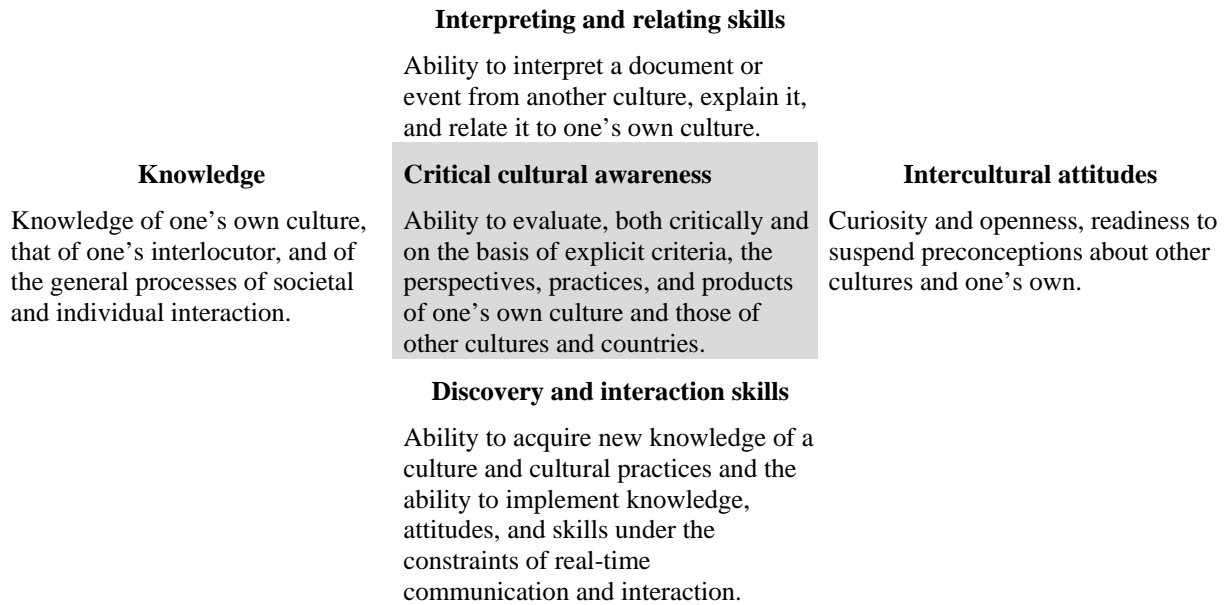 Interpreting and relating skills
Ability to interpret a document or
event from another culture, explain it,
and relate it to one’s own culture.
Knowledge
Knowledge of one’s own culture,
that of one’s interlocutor, and of
the general processes of societal
and individual interaction.
Critical cultural awareness
Ability to evaluate, both critically and
on the basis of explicit criteria, the
perspectives, practices, and products
of one’s own culture and those of
other cultures and countries.
Intercultural attitudes
Curiosity and openness, readiness to
suspend preconceptions about other
cultures and one’s own.
Discovery and interaction skills
Ability to acquire new knowledge of a
culture and cultural practices and the
ability to implement knowledge,
attitudes, and skills under the
constraints of real-time
communication and interaction.